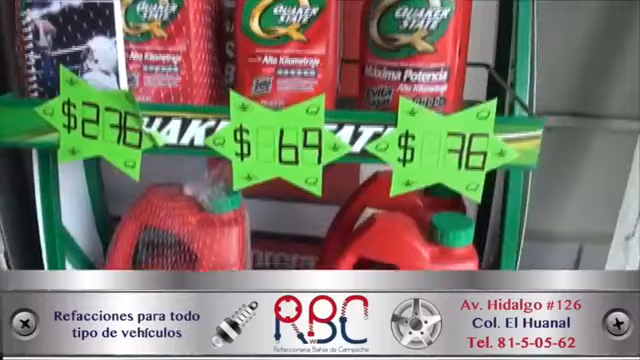 QUAKER
STATE
Alto Kilometraje
QUAKER
STATE
Alto Kilometraje
QUAKER
STATE
Máxima Potencia
Alto Kilometraje
Evita
$276
$ 69
$ 76
Refacciones para todo
tipo de vehículos
RBC
Refaccionaria Bahía de Campeche
Av. Hidalgo #126
Col. El Huanal
Tel. 81-5-05-62